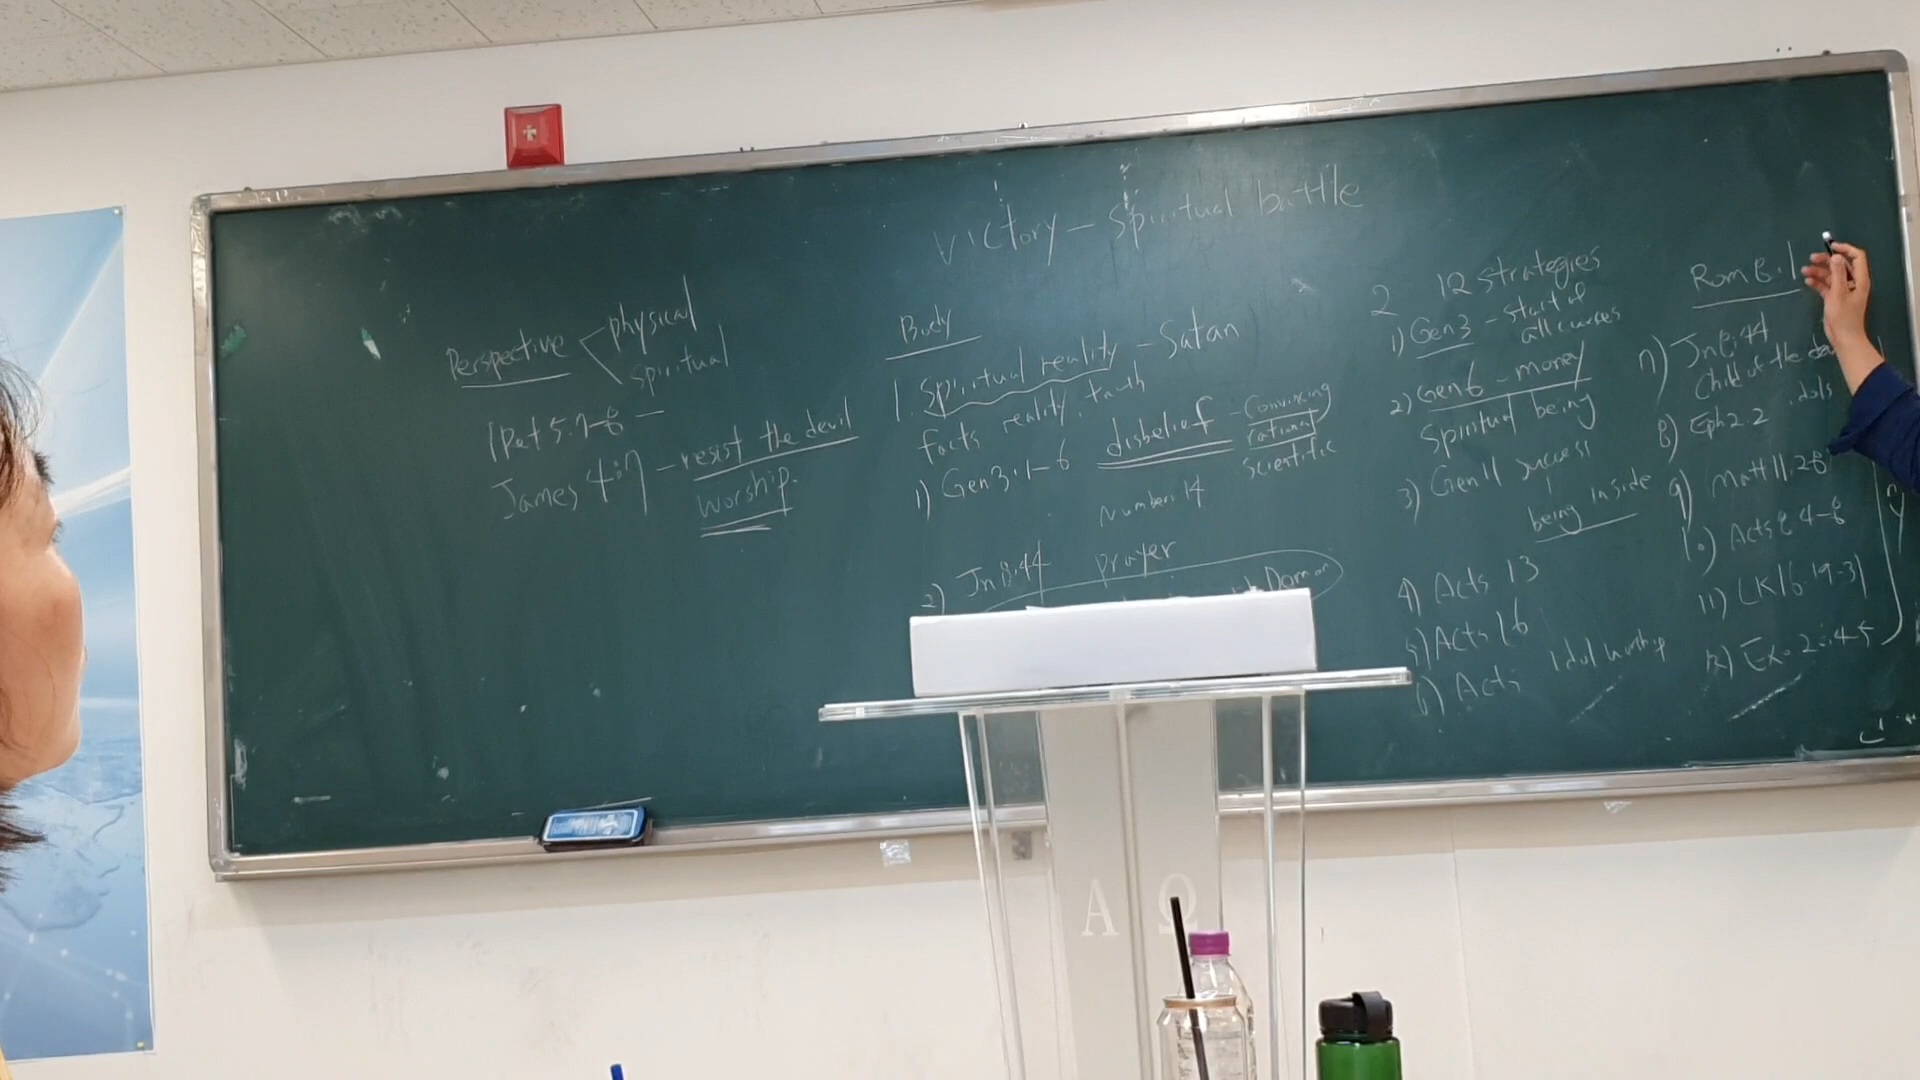 Victory - Spiritual battle
Perspective physical
spiritual
1Pet 5:7-8 -
James 4:7 - resist the devil
worship.
Body
1. Spiritual reality - Satan
facts reality, truth
1) Gen 3:1-6 disbelief - Convincing
rational
Scientific
Number 14
2) Jn 8:44 prayer
2 12 strategies
1) Gen 3 - start of
all curses
2) Gen 6 - money
Spiritual being
3) Gen 11 success
being inside
4) Acts 13
5) Acts 16
6) Acts idol worship
Rom 8.1
7) Jn 8:44
Child of the
8) Eph 2.2 idols
9) Matt 11.28
10) Acts 8 4-8
11) LK 16.19-31
12) Ex. 20:4-5
Α Ω